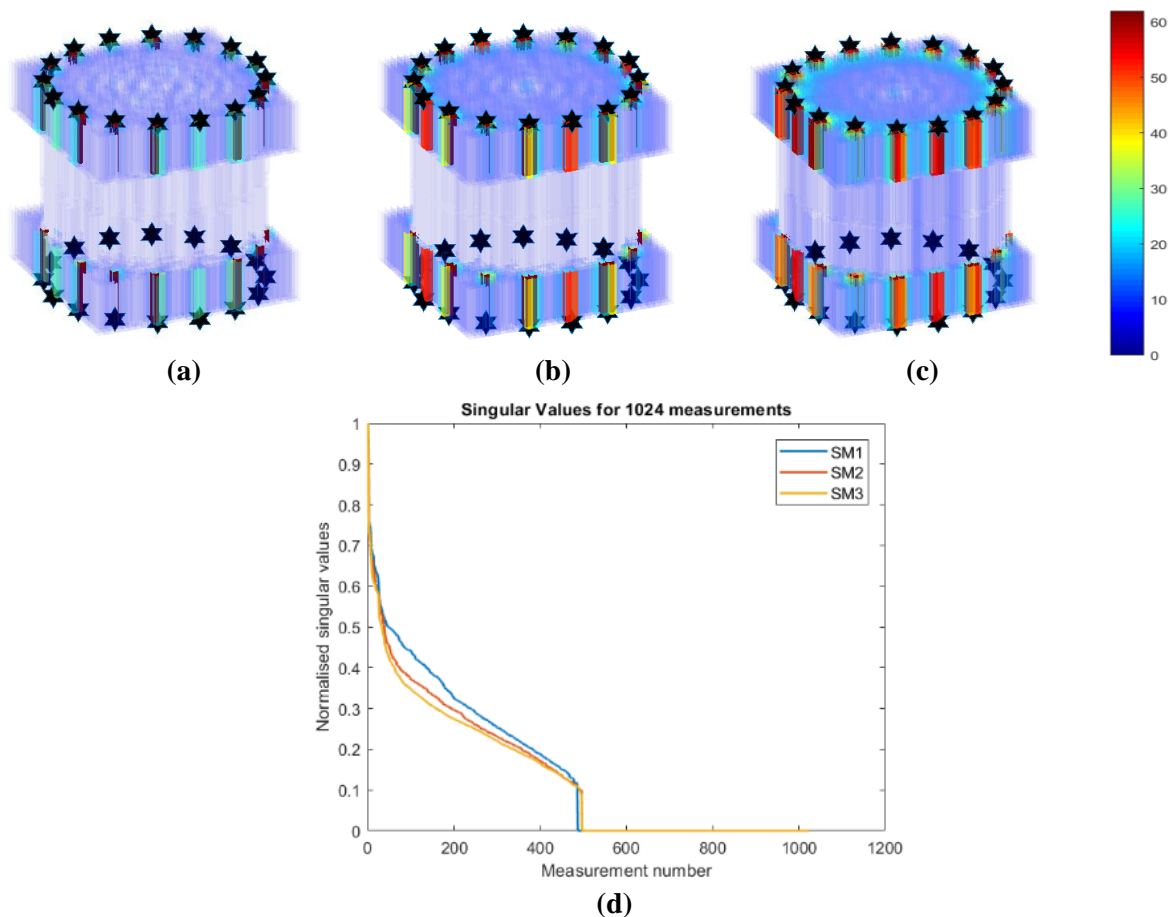 60
50
40
30
20
10
0
(a)
(b)
(c)
Singular Values for 1024 measurements
1
0.9
0.8
0.7
0.6
0.5
0.4
0.3
0.2
0.1
0
Normalised singular values
SM1
SM2
SM3
0
200
400
600
800
1000
1200
Measurement number
(d)